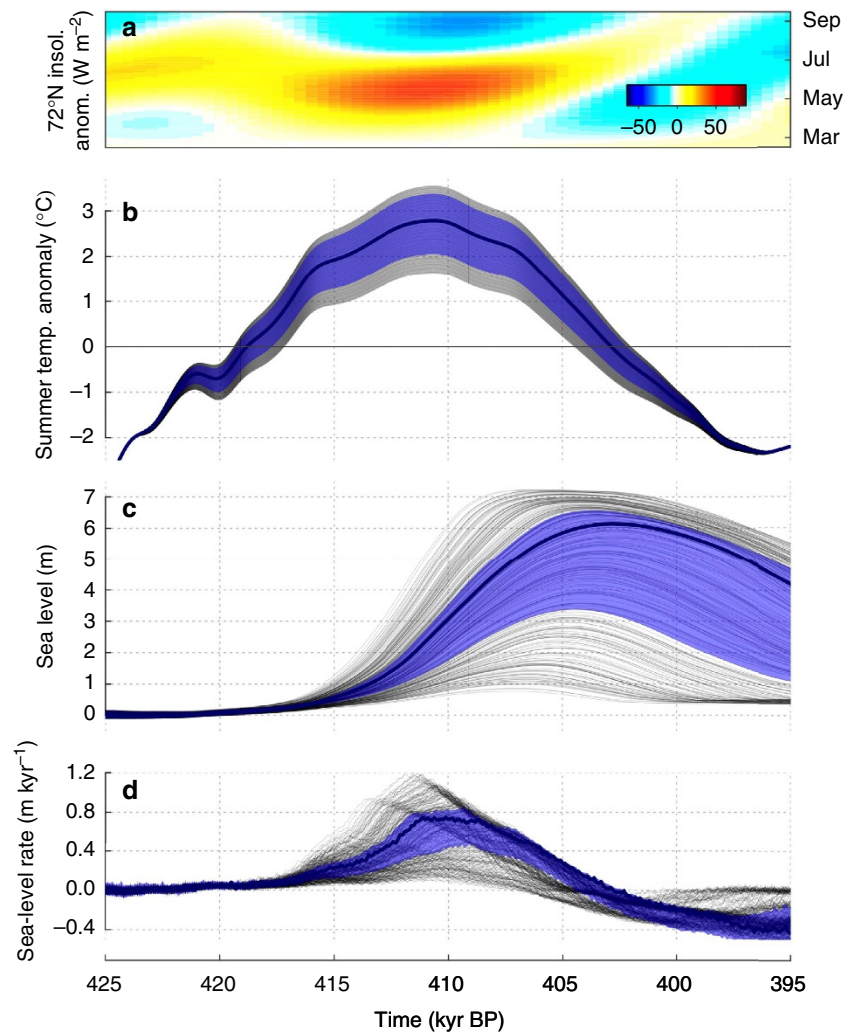 a
72°N insol.
anom. (W m−2)
Sep
Jul
May
Mar
−50 0 50
b
Summer temp. anomaly (°C)
3
2
1
0
−1
−2
c
Sea level (m)
7
6
5
4
3
2
1
0
d
Sea-level rate (m kyr−1)
1.2
0.8
0.4
0.0
−0.4
425 420 415 410 405 400 395
Time (kyr BP)